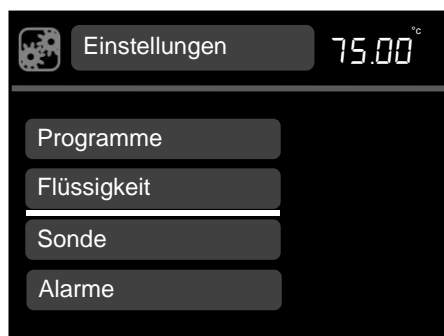 Einstellungen 75.00°C
Programme
Flüssigkeit
Sonde
Alarme